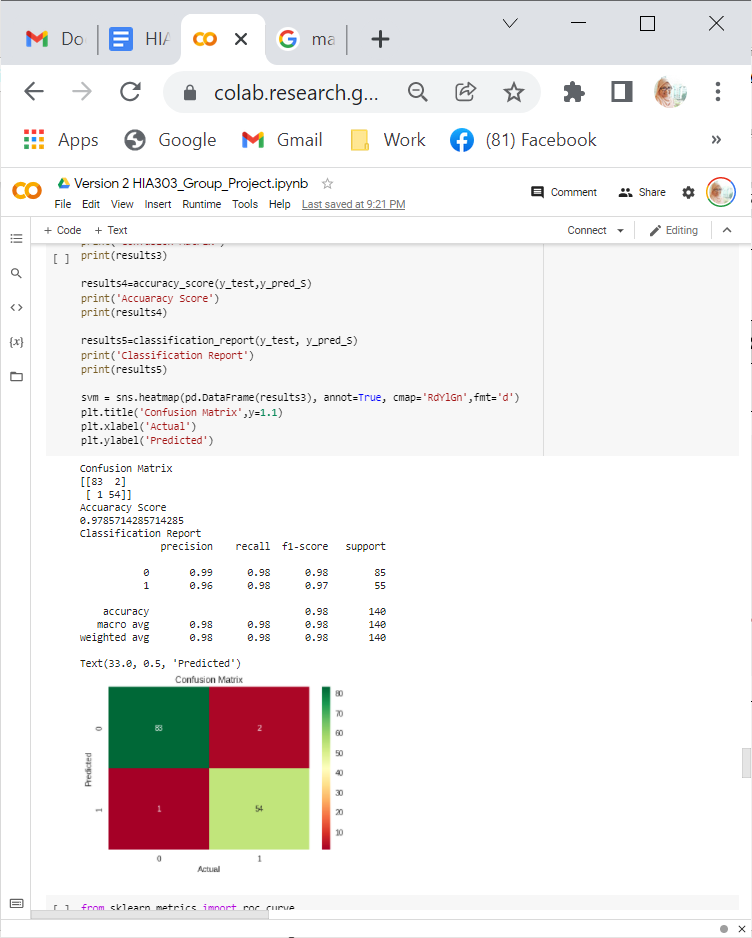 Do
HIA
ma
colab.research.g...
Apps
Google
Gmail
Work
(81) Facebook
»
Version 2 HIA303_Group_Project.ipynb
File Edit View Insert Runtime Tools Help Last saved at 9:21 PM
Comment
Share
+ Code + Text
Connect
Editing
print('Confusion Matrix')
[ ] print(results3)
results4=accuracy_score(y_test,y_pred_S)
print('Accuaracy Score')
print(results4)
results5=classification_report(y_test, y_pred_S)
print('Classification Report')
print(results5)
svm = sns.heatmap(pd.DataFrame(results3), annot=True, cmap='RdYlGn',fmt='d')
plt.title('Confusion Matrix',y=1.1)
plt.xlabel('Actual')
plt.ylabel('Predicted')
Confusion Matrix
[[83 2]
[ 1 54]]
Accuaracy Score
0.9785714285714285
Classification Report
precision recall f1-score support
0 0.99 0.98 0.98 85
1 0.96 0.98 0.97 55
accuracy 0.98 140
macro avg 0.98 0.98 0.98 140
weighted avg 0.98 0.98 0.98 140
Text(33.0, 0.5, 'Predicted')
Confusion Matrix
83
2
1
54
0
1
Predicted
0
1
Actual
80
70
60
50
40
30
20
10
[ ] from sklearn.metrics import roc_curve